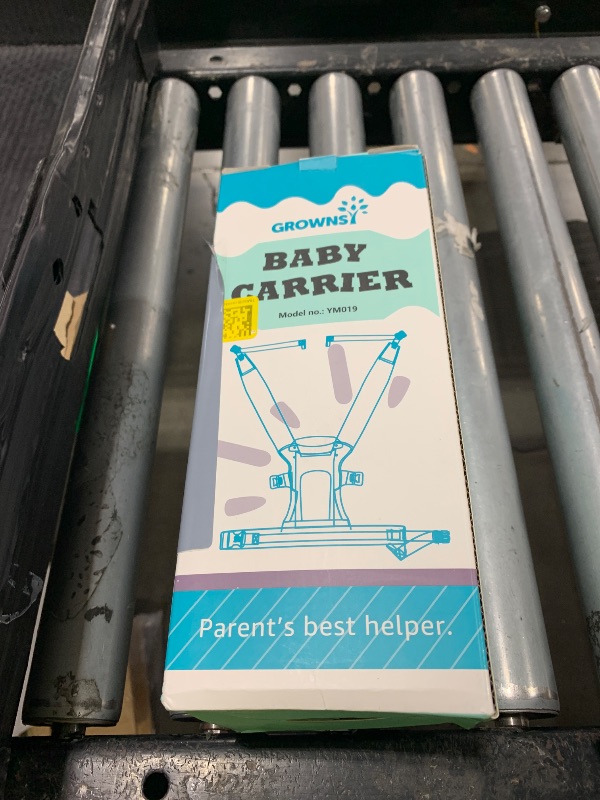 GROWNSY
BABY
CARRIER
Model no.: YM019
Parent's best helper.